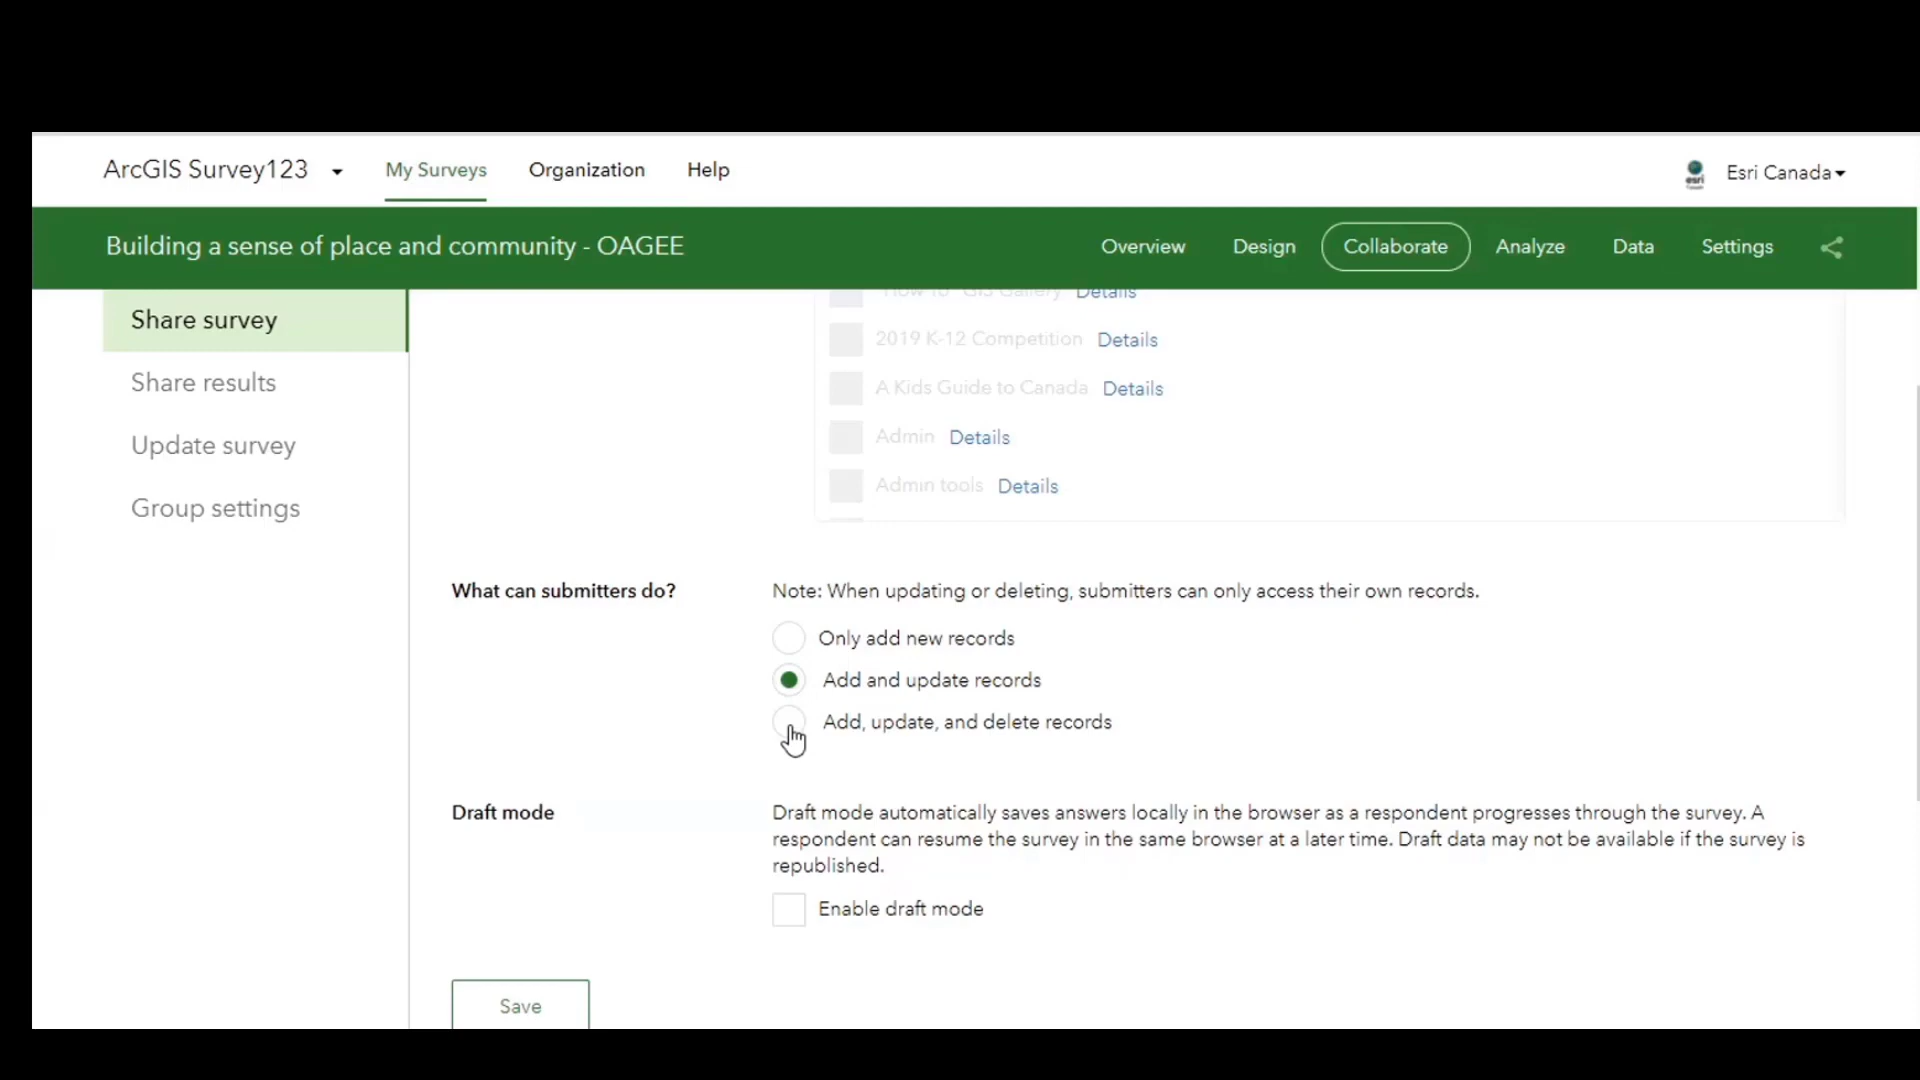 ArcGIS Survey123
My Surveys
Organization
Help
esri
Esri Canada
Building a sense of place and community - OAGEE
Overview
Design
Collaborate
Analyze
Data
Settings
Share survey
Share results
Update survey
Group settings
"How To" GIS Gallery Details
2019 K-12 Competition Details
A Kids Guide to Canada Details
Admin Details
Admin tools Details
What can submitters do?
Note: When updating or deleting, submitters can only access their own records.
Only add new records
Add and update records
Add, update, and delete records
Draft mode
Draft mode automatically saves answers locally in the browser as a respondent progresses through the survey. A
respondent can resume the survey in the same browser at a later time. Draft data may not be available if the survey is
republished.
Enable draft mode
Save